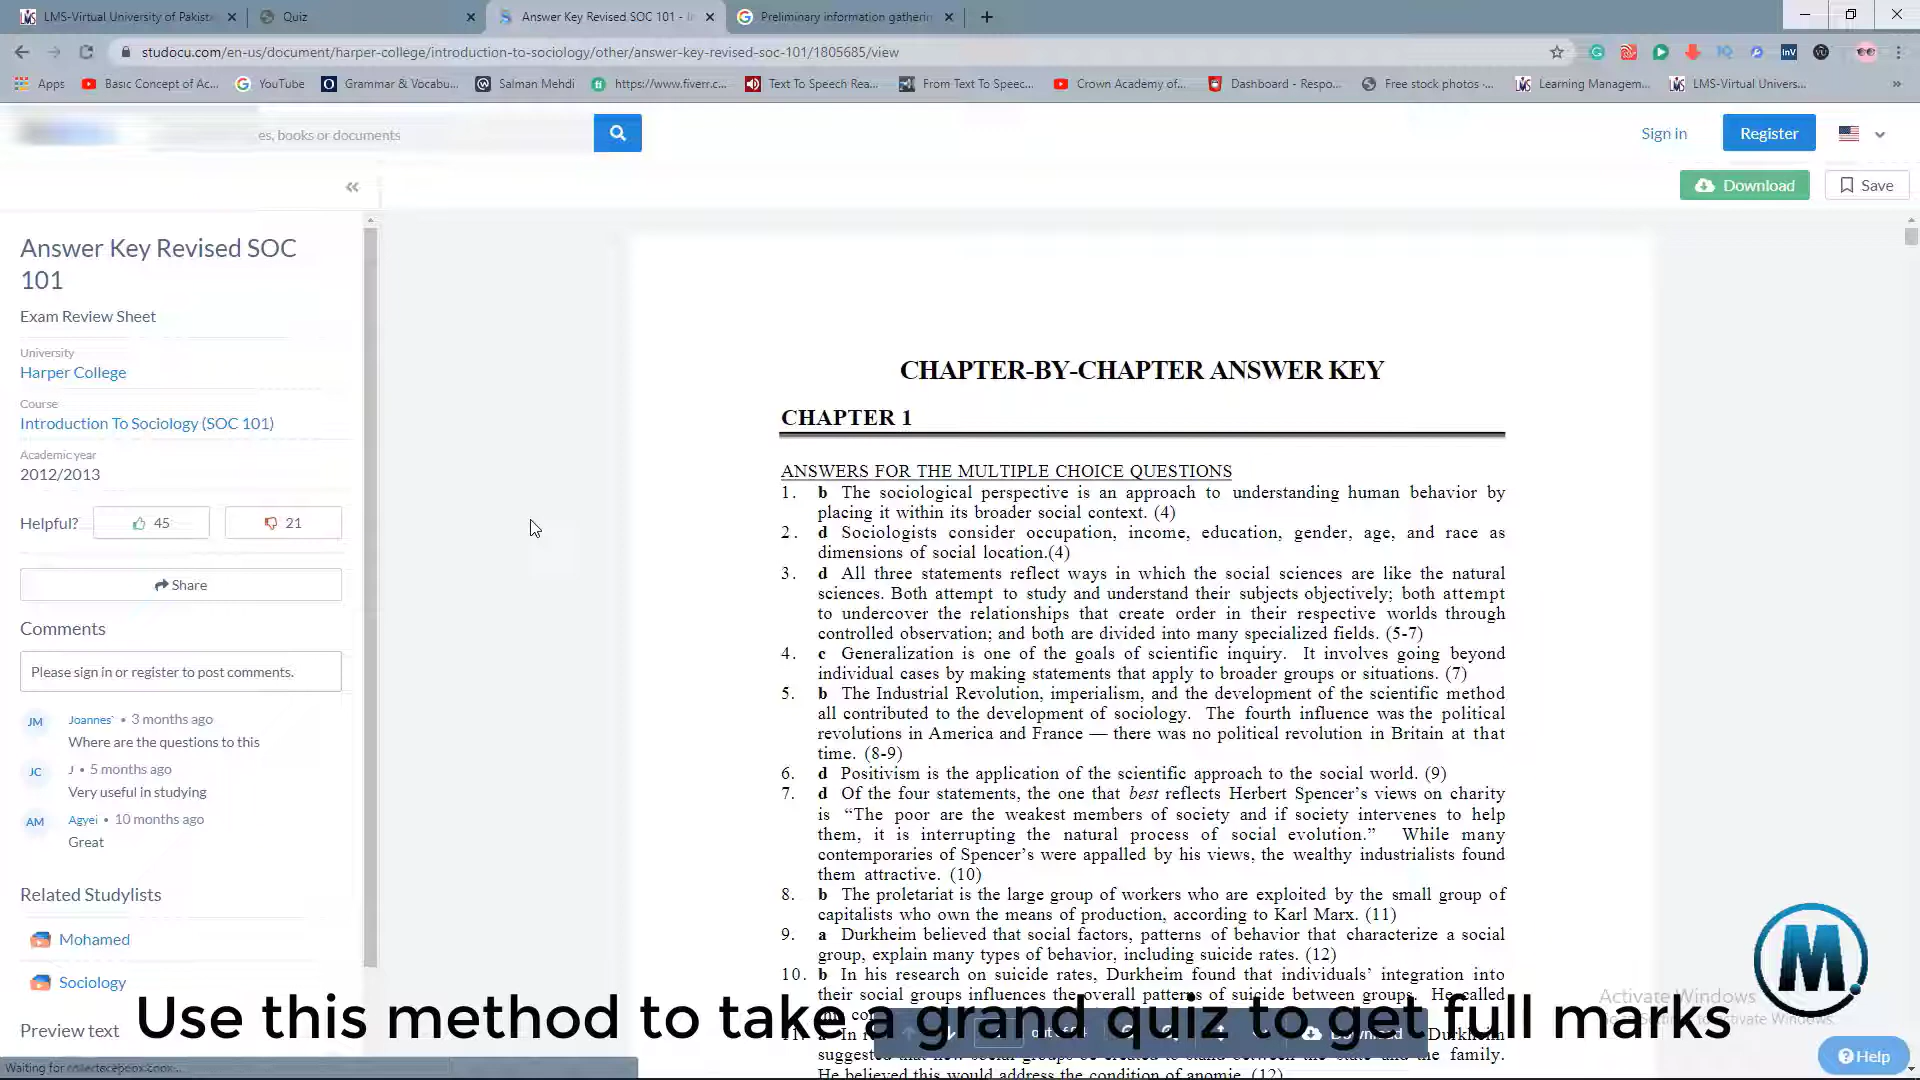 LMS-Virtual University of Pakist
Quiz
Answer Key Revised SOC 101 -
Preliminary information gatherin
studocu.com/en-us/document/harper-college/introduction-to-sociology/other/answer-key-revised-soc-101/1805685/view
Apps
Basic Concept of Ac...
YouTube
Grammar & Vocabu...
Salman Mehdi
https://www.fiverr.c...
Text To Speech Rea...
From Text To Speec...
Crown Academy of...
Dashboard - Respo...
Free stock photos -...
Learning Managem...
LMS-Virtual Univers...
es, books or documents
Sign in
Register
Download
Save
Answer Key Revised SOC
101
Exam Review Sheet
University
Harper College
Course
Introduction To Sociology (SOC 101)
Academic year
2012/2013
Helpful?
45
21
Share
Comments
Please sign in or register to post comments.
JM
Joannes` • 3 months ago
Where are the questions to this
JC
J • 5 months ago
Very useful in studying
AM
Agyei • 10 months ago
Great
Related Studylists
Mohamed
Sociology
Preview text
CHAPTER-BY-CHAPTER ANSWER KEY
CHAPTER 1
ANSWERS FOR THE MULTIPLE CHOICE QUESTIONS
1. b The sociological perspective is an approach to understanding human behavior by
placing it within its broader social context. (4)
2. d Sociologists consider occupation, income, education, gender, age, and race as
dimensions of social location.(4)
3. d All three statements reflect ways in which the social sciences are like the natural
sciences. Both attempt to study and understand their subjects objectively; both attempt
to undercover the relationships that create order in their respective worlds through
controlled observation; and both are divided into many specialized fields. (5-7)
4. c Generalization is one of the goals of scientific inquiry. It involves going beyond
individual cases by making statements that apply to broader groups or situations. (7)
5. b The Industrial Revolution, imperialism, and the development of the scientific method
all contributed to the development of sociology. The fourth influence was the political
revolutions in America and France — there was no political revolution in Britain at that
time. (8-9)
6. d Positivism is the application of the scientific approach to the social world. (9)
7. d Of the four statements, the one that best reflects Herbert Spencer's views on charity
is “The poor are the weakest members of society and if society intervenes to help
them, it is interrupting the natural process of social evolution.” While many
contemporaries of Spencer's were appalled by his views, the wealthy industrialists found
them attractive. (10)
8. b The proletariat is the large group of workers who are exploited by the small group of
capitalists who own the means of production, according to Karl Marx. (11)
9. a Durkheim believed that social factors, patterns of behavior that characterize a social
group, explain many types of behavior, including suicide rates. (12)
10. b In his research on suicide rates, Durkheim found that individuals' integration into
their social groups influences the overall patterns of suicide between groups. He called
Durkheim
the family.
He believed this would address the condition of anomie. (12)
Use this method to take a grand quiz to get full marks
Activate Windows
M
Download
Help
Waiting for